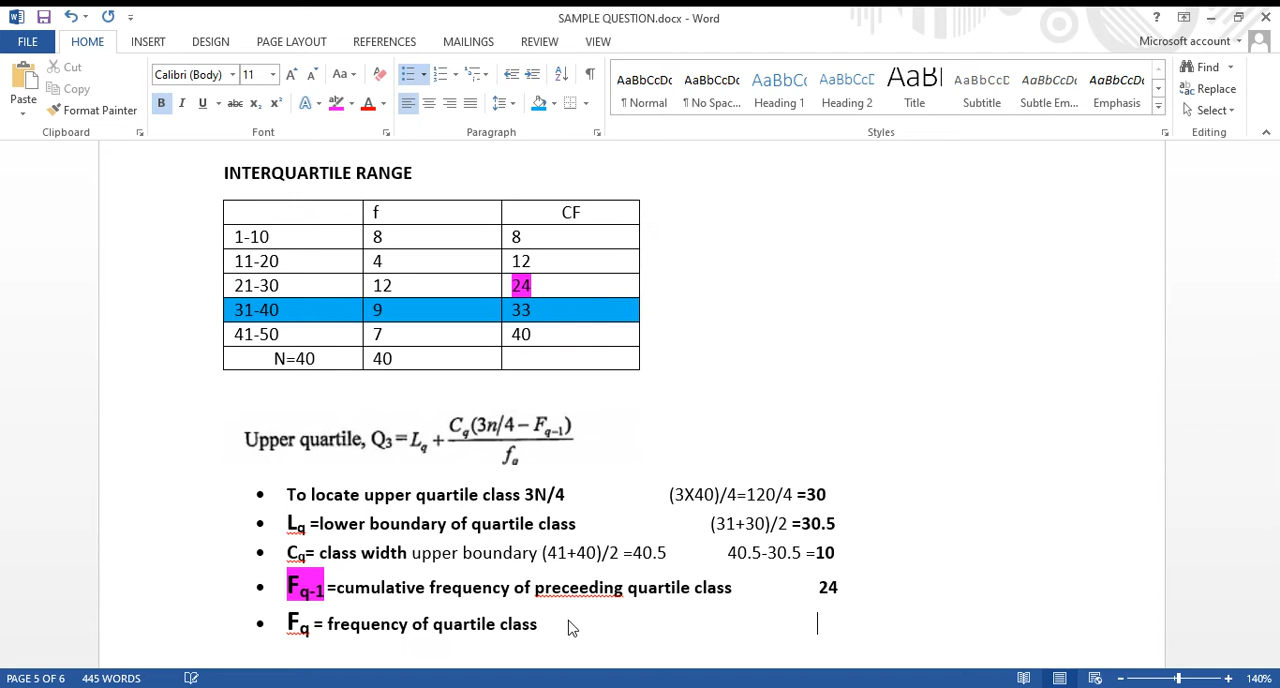 SAMPLE QUESTION.docx - Word
FILE HOME INSERT DESIGN PAGE LAYOUT REFERENCES MAILINGS REVIEW VIEW Microsoft account
Paste Cut Copy Format Painter
Calibri (Body) 11
AaBbCcDc AaBbCcDc AaBbCc AaBbCcC AaBl AaBbCcD AaBbCcDc AaBbCcDc
¶ Normal ¶ No Spac... Heading 1 Heading 2 Title Subtitle Subtle Em... Emphasis
Find
Replace
Select
Clipboard Font Paragraph Styles Editing
INTERQUARTILE RANGE
f CF
1-10 8 8
11-20 4 12
21-30 12 24
31-40 9 33
41-50 7 40
N=40 40
Upper quartile, Q₃=L_q + C_q(3n/4 – F_q-1) / f_q
• To locate upper quartile class 3N/4 (3X40)/4=120/4 =30
• Lq =lower boundary of quartile class (31+30)/2 =30.5
• Cq= class width upper boundary (41+40)/2 =40.5 40.5-30.5 =10
• Fq-1 =cumulative frequency of preceeding quartile class 24
• Fq = frequency of quartile class
PAGE 5 OF 6 445 WORDS 140%